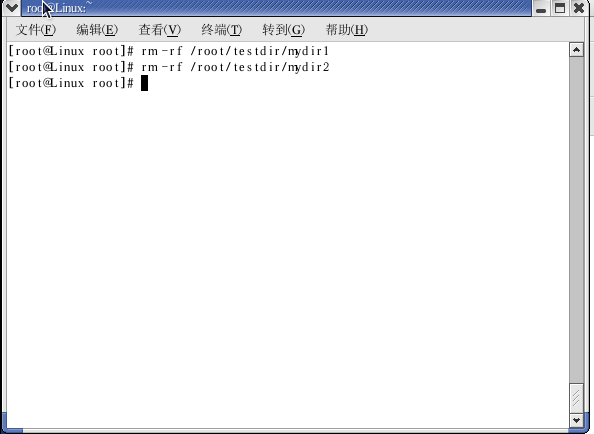 root@Linux:~
文件(F) 编辑(E) 查看(V) 终端(T) 转到(G) 帮助(H)
[root@Linux root]# rm -rf /root/testdir/mydir1
[root@Linux root]# rm -rf /root/testdir/mydir2
[root@Linux root]#